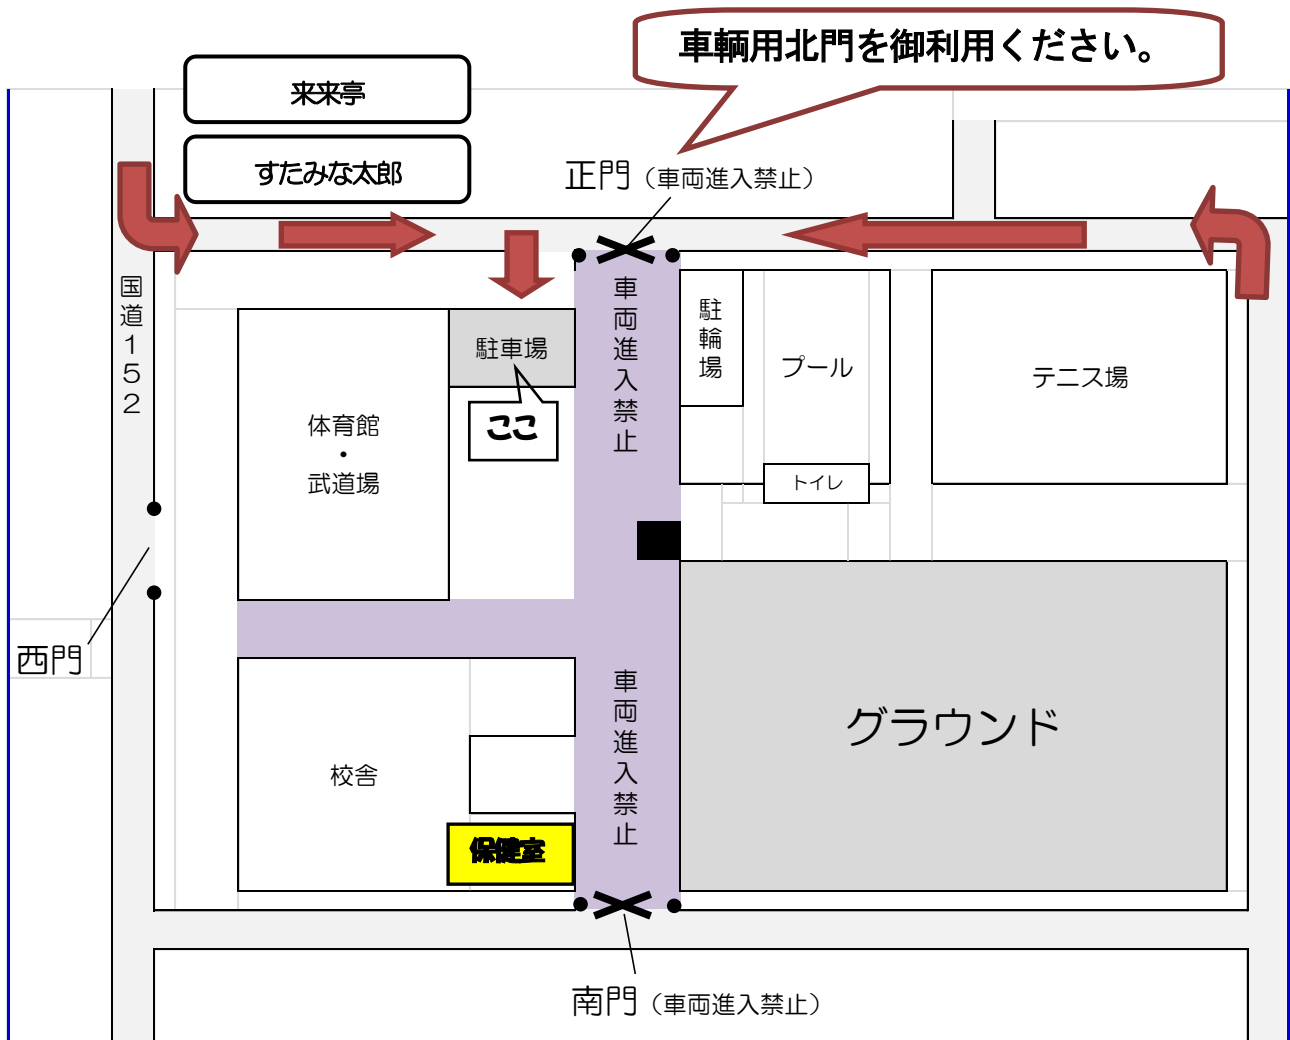 車輌用北門を御利用ください。
来来亭
すたみな太郎
正門（車両進入禁止）
国道１５２
車両進入禁止
駐輪場
プール
テニス場
駐車場
ここ
体育館
・
武道場
トイレ
西門
車両進入禁止
グラウンド
校舎
保健室
南門（車両進入禁止）